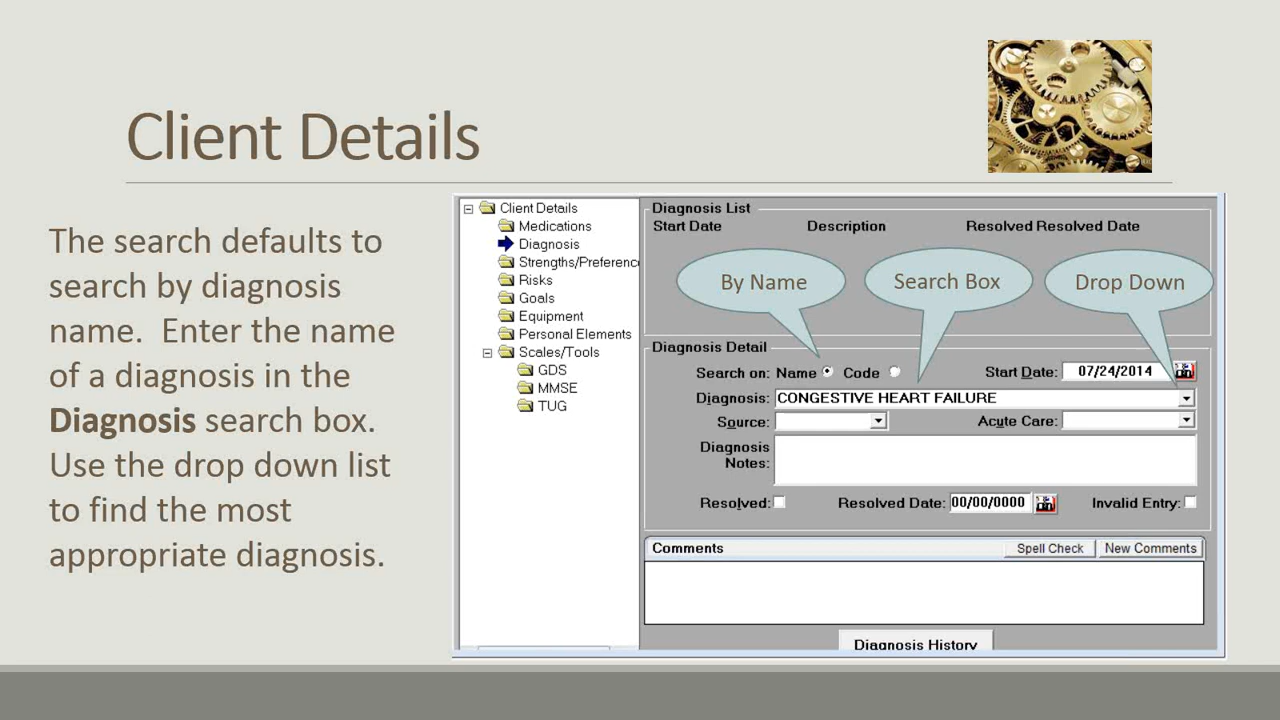 Client Details
The search defaults to
search by diagnosis
name. Enter the name
of a diagnosis in the
Diagnosis search box.
Use the drop down list
to find the most
appropriate diagnosis.
Client Details
Medications
Diagnosis
Strengths/Preferenc
Risks
Goals
Equipment
Personal Elements
Scales/Tools
GDS
MMSE
TUG
Diagnosis List
Start Date Description Resolved Resolved Date
By Name Search Box Drop Down
Diagnosis Detail
Search on: Name Code Start Date: 07/24/2014
Diagnosis: CONGESTIVE HEART FAILURE
Source: Acute Care:
Diagnosis
Notes:
Resolved: Resolved Date: 00/00/0000 Invalid Entry:
Comments Spell Check New Comments
Diagnosis History